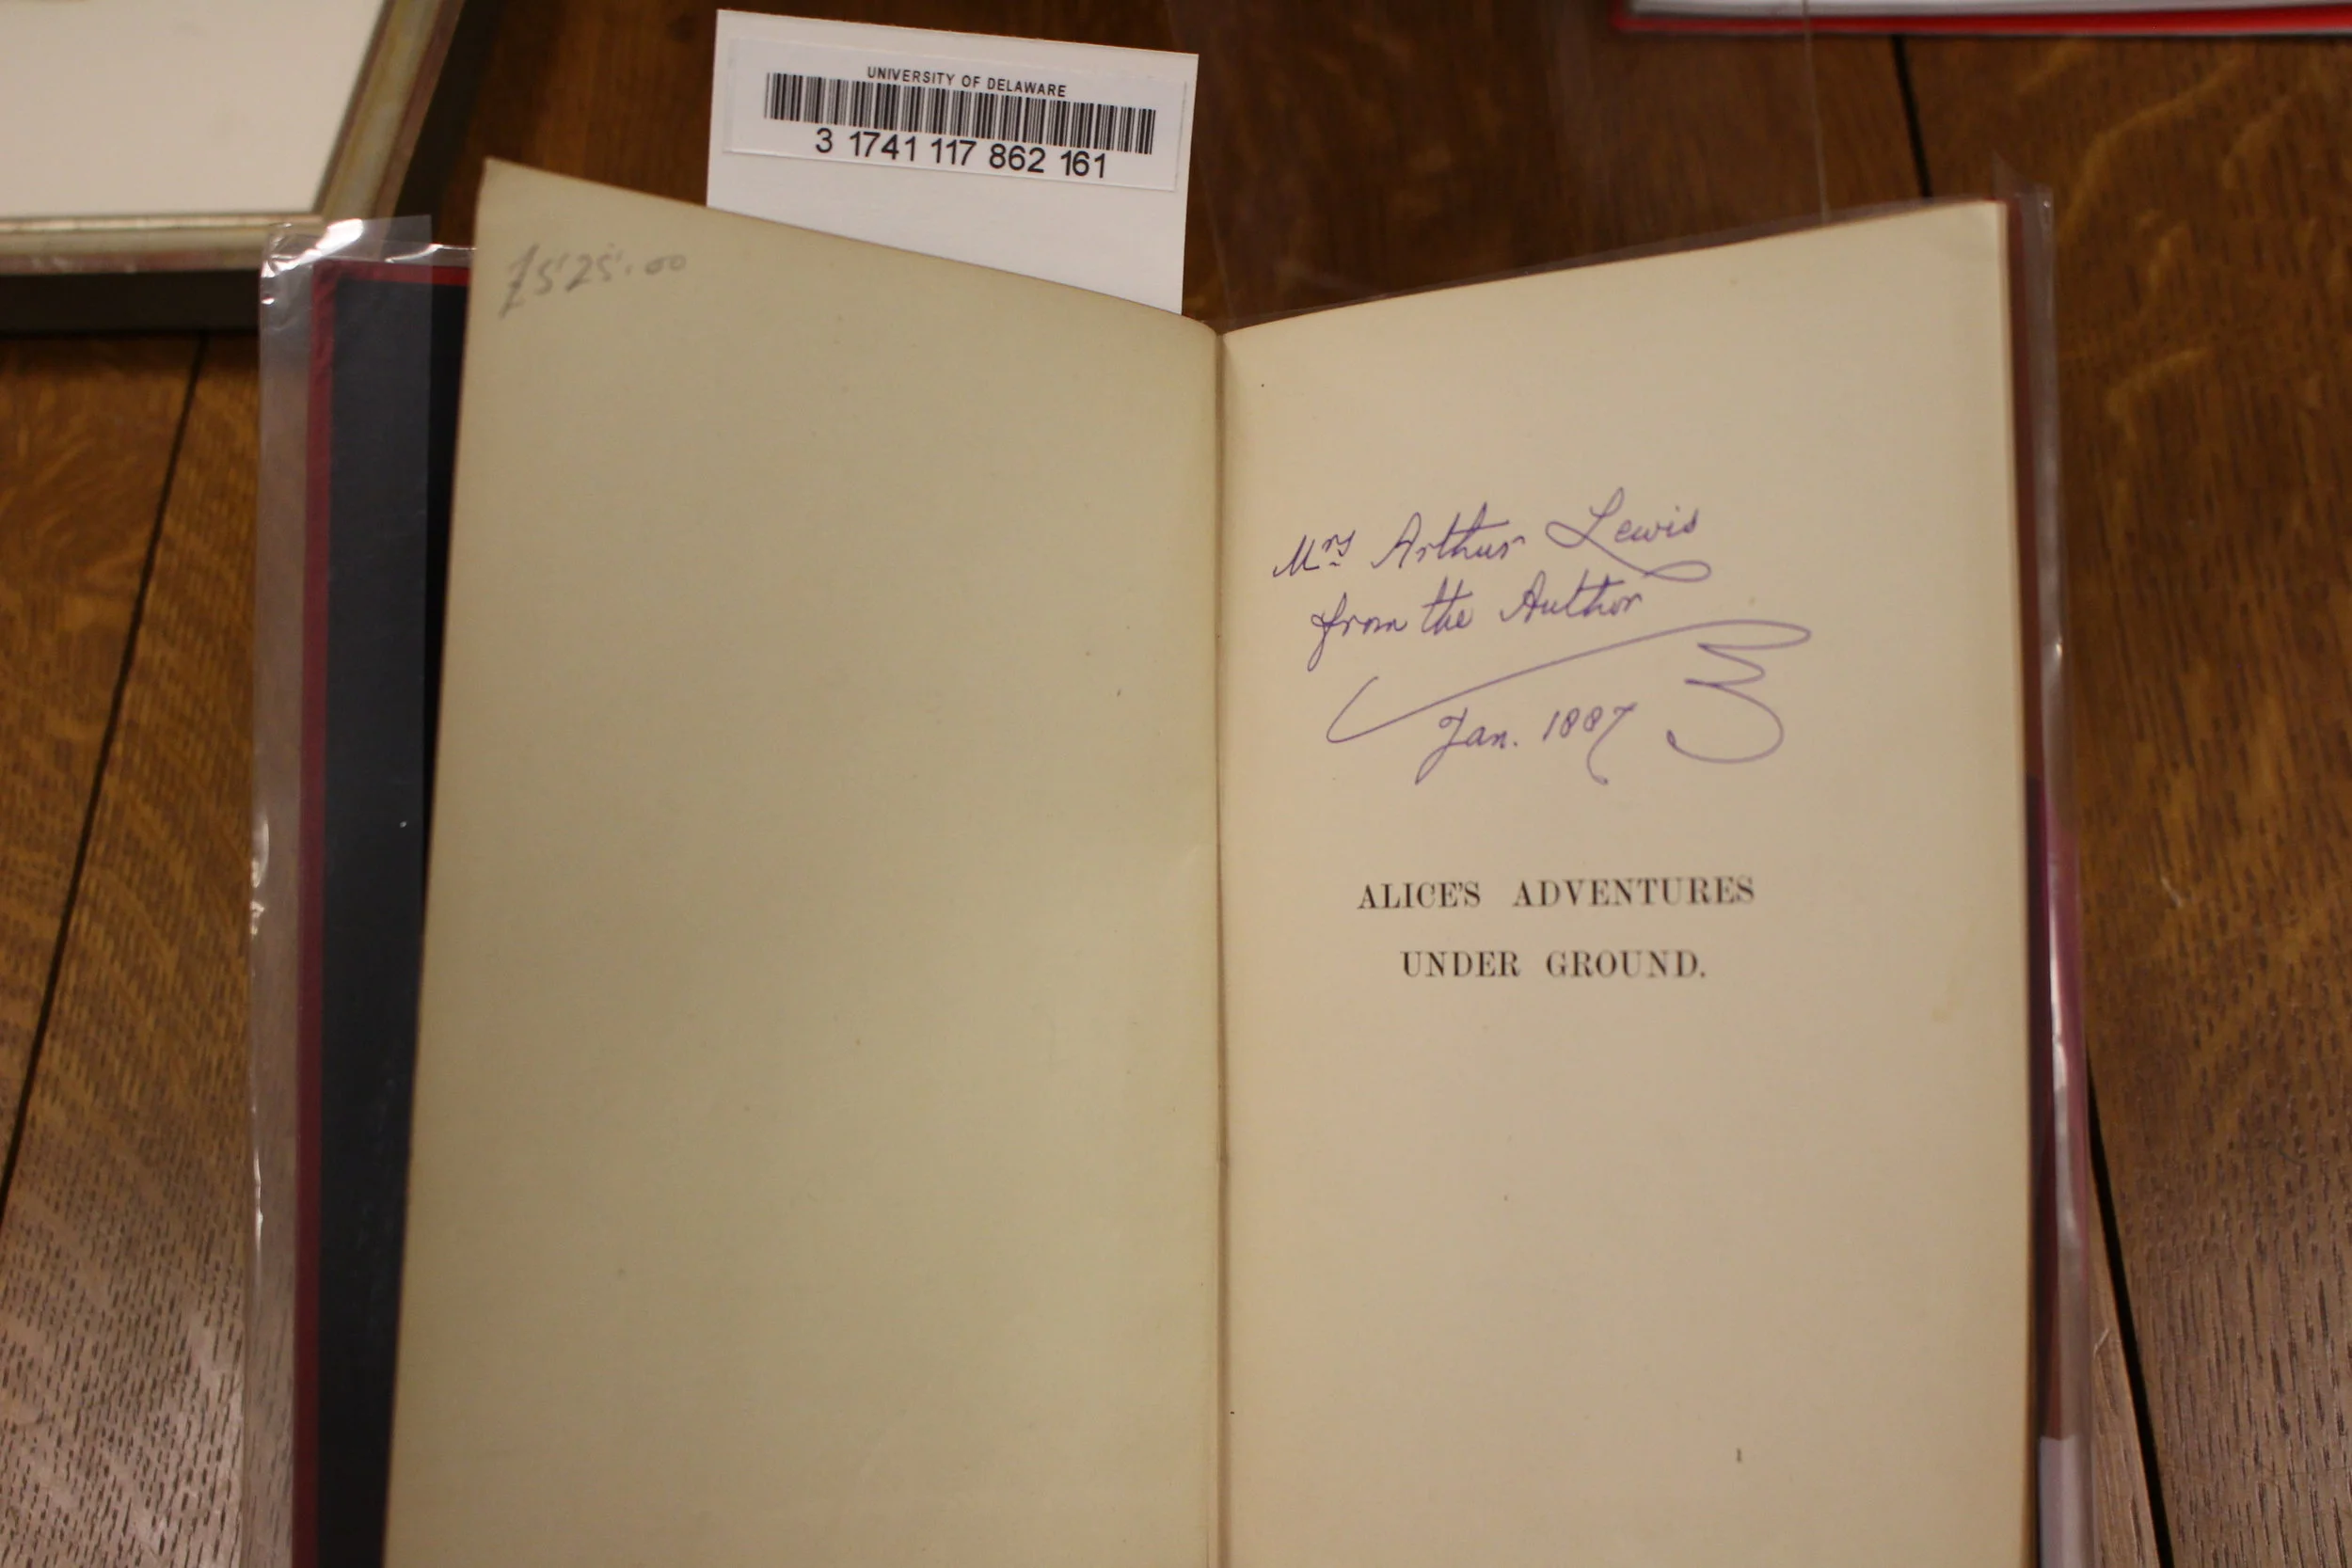 UNIVERSITY OF DELAWARE
3 1741 117 862 161
£525.00
Mrs Arthur Lewis
from the Author
Jan. 1887
ALICE'S ADVENTURES
UNDER GROUND.